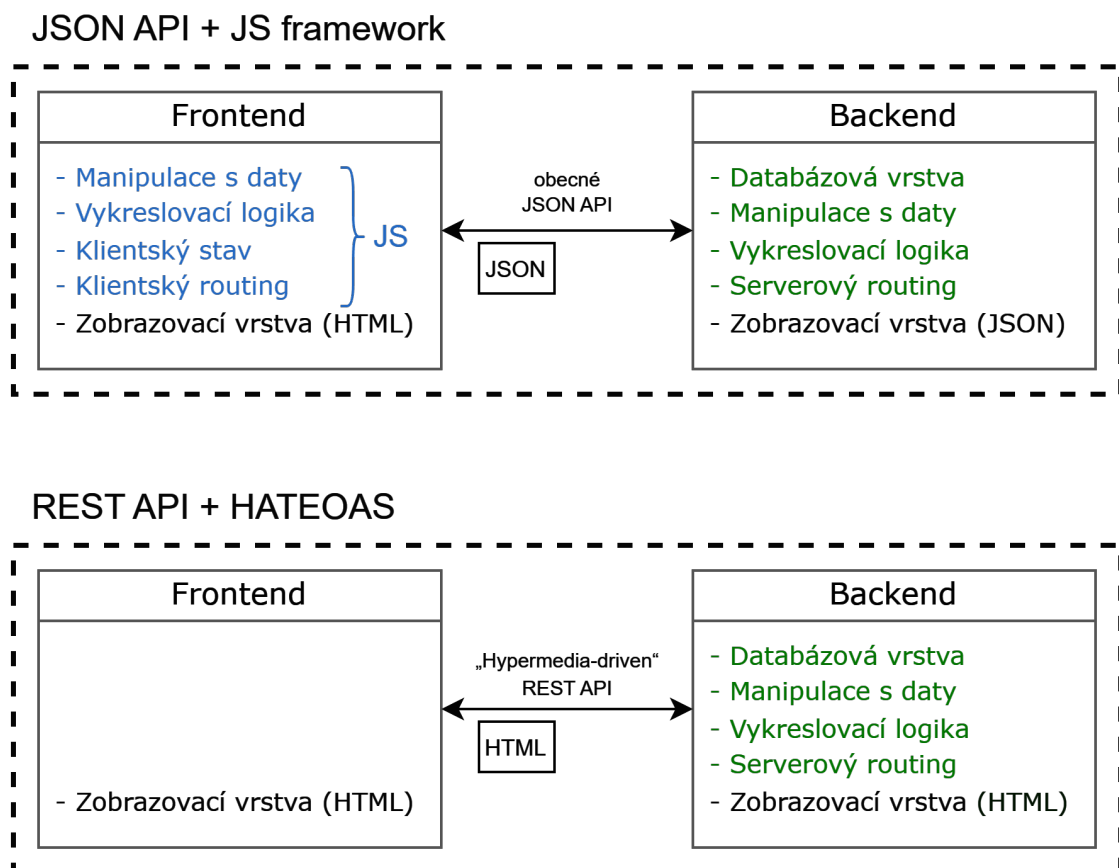 JSON API + JS framework
Frontend
- Manipulace s daty
- Vykreslovací logika
- Klientský stav
- Klientský routing
JS
- Zobrazovací vrstva (HTML)
obecné
JSON API
JSON
Backend
- Databázová vrstva
- Manipulace s daty
- Vykreslovací logika
- Serverový routing
- Zobrazovací vrstva (JSON)
REST API + HATEOAS
Frontend
- Zobrazovací vrstva (HTML)
„Hypermedia-driven“
REST API
HTML
Backend
- Databázová vrstva
- Manipulace s daty
- Vykreslovací logika
- Serverový routing
- Zobrazovací vrstva (HTML)